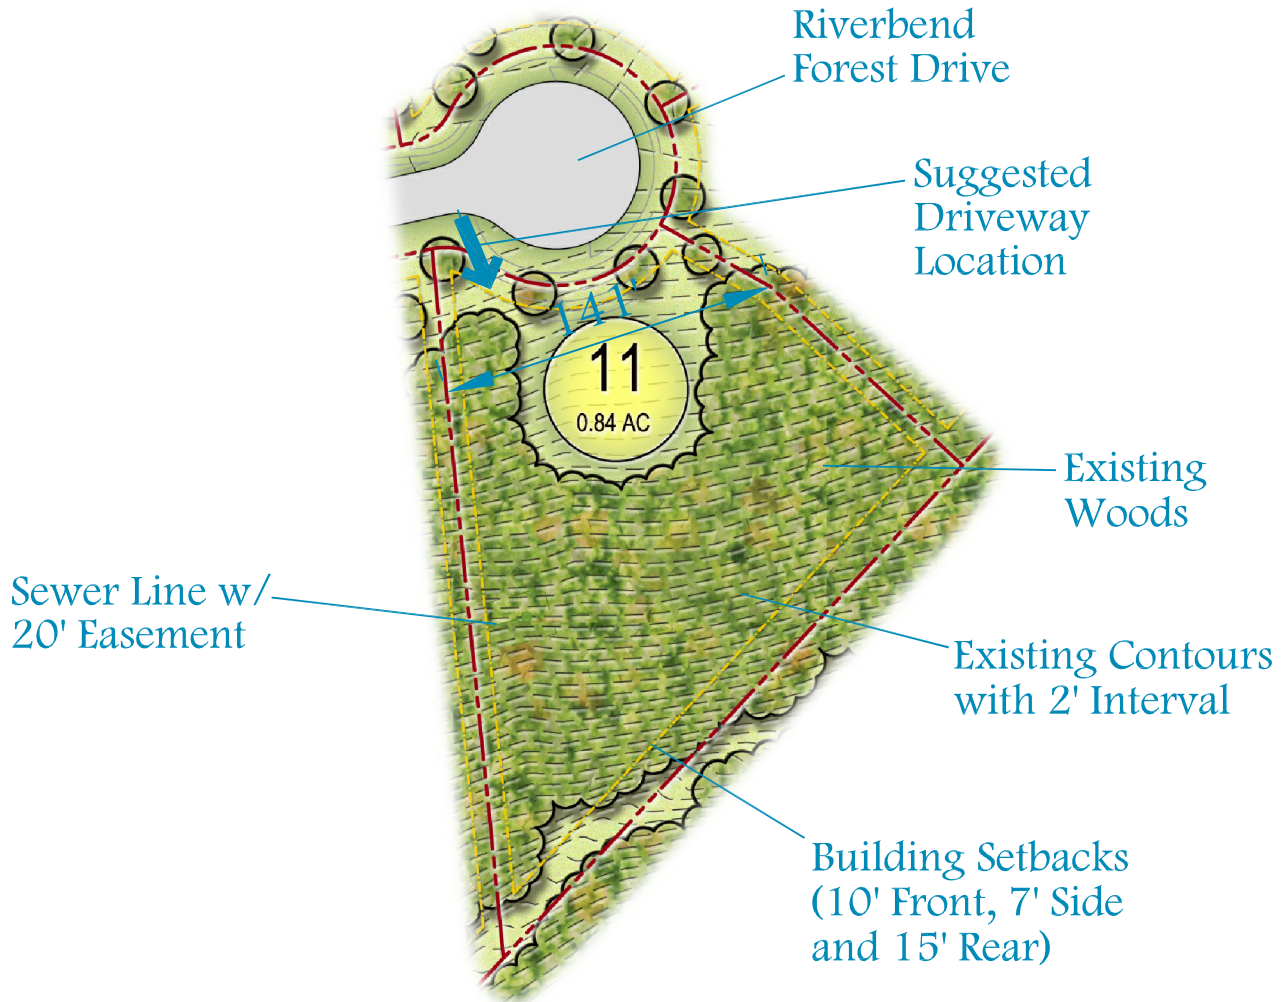 Riverbend
Forest Drive
Suggested
Driveway
Location
141'
11
0.84 AC
Existing
Woods
Sewer Line w/
20' Easement
Existing Contours
with 2' Interval
Building Setbacks
(10' Front, 7' Side
and 15' Rear)